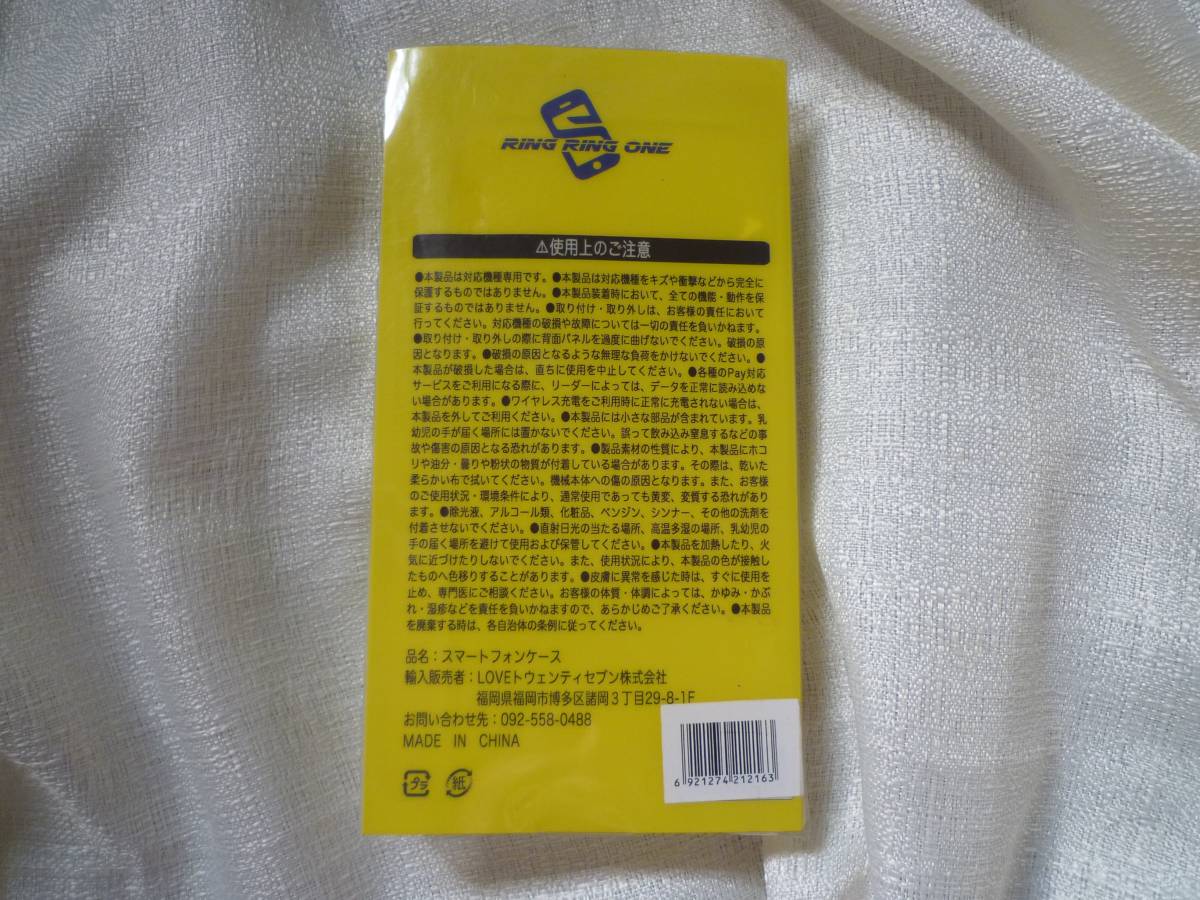 RING RING ONE
⚠使用上のご注意
●本製品は対応機種専用です。●本製品は対応機種をキズや衝撃などから完全に
保護するものではありません。●本製品装着時において、全ての機能・動作を保
証するものではありません。●取り付け・取り外しは、お客様の責任において
行ってください。対応機種の破損や故障については一切の責任を負いかねます。
●取り付け・取り外しの際に背面パネルを過度に曲げないでください。破損の原
因となります。●破損の原因となるような無理な負荷をかけないでください。●
本製品が破損した場合は、直ちに使用を中止してください。●各種のPay対応
サービスをご利用になる際に、リーダーによっては、データを正常に読み込めな
い場合があります。●ワイヤレス充電をご利用時に正常に充電されない場合は、
本製品を外してご利用ください。●本製品には小さな部品が含まれています。乳
幼児の手が届く場所には置かないでください。誤って飲み込み窒息するなどの事
故や傷害の原因となる恐れがあります。●製品素材の性質により、本製品にホコ
リや油分・曇りや粉状の物質が付着している場合があります。その際は、乾いた
柔らかい布で拭いてください。機械本体への傷の原因となります。また、お客様
のご使用状況・環境条件により、通常使用であっても黄変、変質する恐れがあり
ます。●除光液、アルコール類、化粧品、ベンジン、シンナー、その他の洗剤を
付着させないでください。●直射日光の当たる場所、高温多湿の場所、乳幼児の
手の届く場所を避けて使用および保管してください。●本製品を加熱したり、火
気に近づけたりしないでください。また、使用状況により、本製品の色が接触し
たものへ色移りすることがあります。●皮膚に異常を感じた時は、すぐに使用を
止め、専門医にご相談ください。お客様の体質・体調によっては、かゆみ・かぶ
れ・湿疹などを責任を負いかねますので、あらかじめご了承ください。●本製品
を廃棄する時は、各自治体の条例に従ってください。
品名：スマートフォンケース
輸入販売者：LOVEトウェンティセブン株式会社
福岡県福岡市博多区諸岡３丁目29-8-1F
お問い合わせ先：092-558-0488
MADE IN CHINA
プラ 紙
6 921274 212163